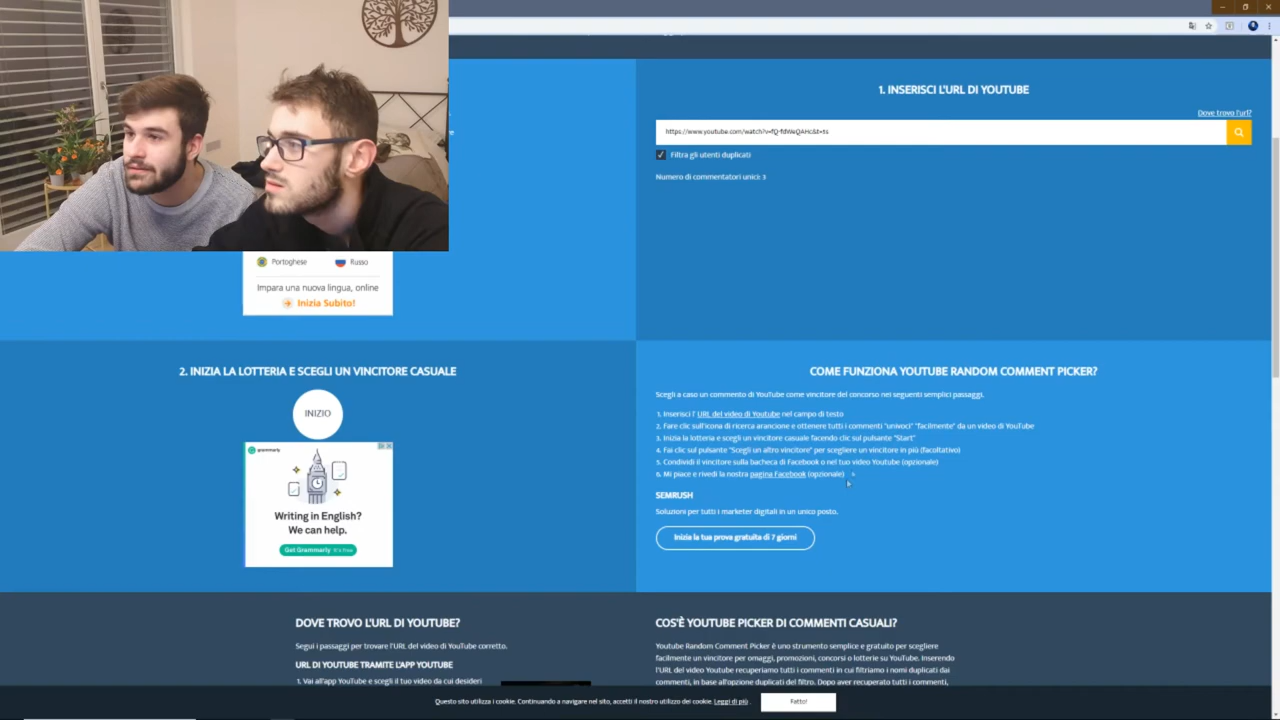 1. INSERISCI L'URL DI YOUTUBE
Dove trovo l'url?
https://www.youtube.com/watch?v=fQ-fdWeQAHc&t=1s
Filtra gli utenti duplicati
Numero di commentatori unici: 3
Portoghese
Russo
Impara una nuova lingua, online
Inizia Subito!
2. INIZIA LA LOTTERIA E SCEGLI UN VINCITORE CASUALE
INIZIO
grammarly
Writing in English?
We can help.
Get Grammarly It's free
COME FUNZIONA YOUTUBE RANDOM COMMENT PICKER?
Scegli a caso un commento di YouTube come vincitore del concorso nei seguenti semplici passaggi.
1. Inserisci l' URL del video di Youtube nel campo di testo
2. Fare clic sull'icona di ricerca arancione e ottenere tutti i commenti "univoci" "facilmente" da un video di YouTube
3. Inizia la lotteria e scegli un vincitore casuale facendo clic sul pulsante "Start"
4. Fai clic sul pulsante "Scegli un altro vincitore" per scegliere un vincitore in più (facoltativo)
5. Condividi il vincitore sulla bacheca di Facebook o nel tuo video Youtube (opzionale)
6. Mi piace e rivedi la nostra pagina Facebook (opzionale)
SEMRUSH
Soluzioni per tutti i marketer digitali in un unico posto.
Inizia la tua prova gratuita di 7 giorni
DOVE TROVO L'URL DI YOUTUBE?
Segui i passaggi per trovare l'URL del video di YouTube corretto.
URL DI YOUTUBE TRAMITE L'APP YOUTUBE
1. Vai all'app YouTube e scegli il tuo video da cui desideri
COS'È YOUTUBE PICKER DI COMMENTI CASUALI?
Youtube Random Comment Picker è uno strumento semplice e gratuito per scegliere
facilmente un vincitore per omaggi, promozioni, concorsi o lotterie su YouTube. Inserendo
l'URL del video Youtube recuperiamo tutti i commenti in cui filtriamo i nomi duplicati dai
commenti, in base all'opzione duplicati del filtro. Dopo aver recuperato tutti i commenti,
Questo sito utilizza i cookie. Continuando a navigare nel sito, accetti il nostro utilizzo dei cookie. Leggi di più .
Fatto!